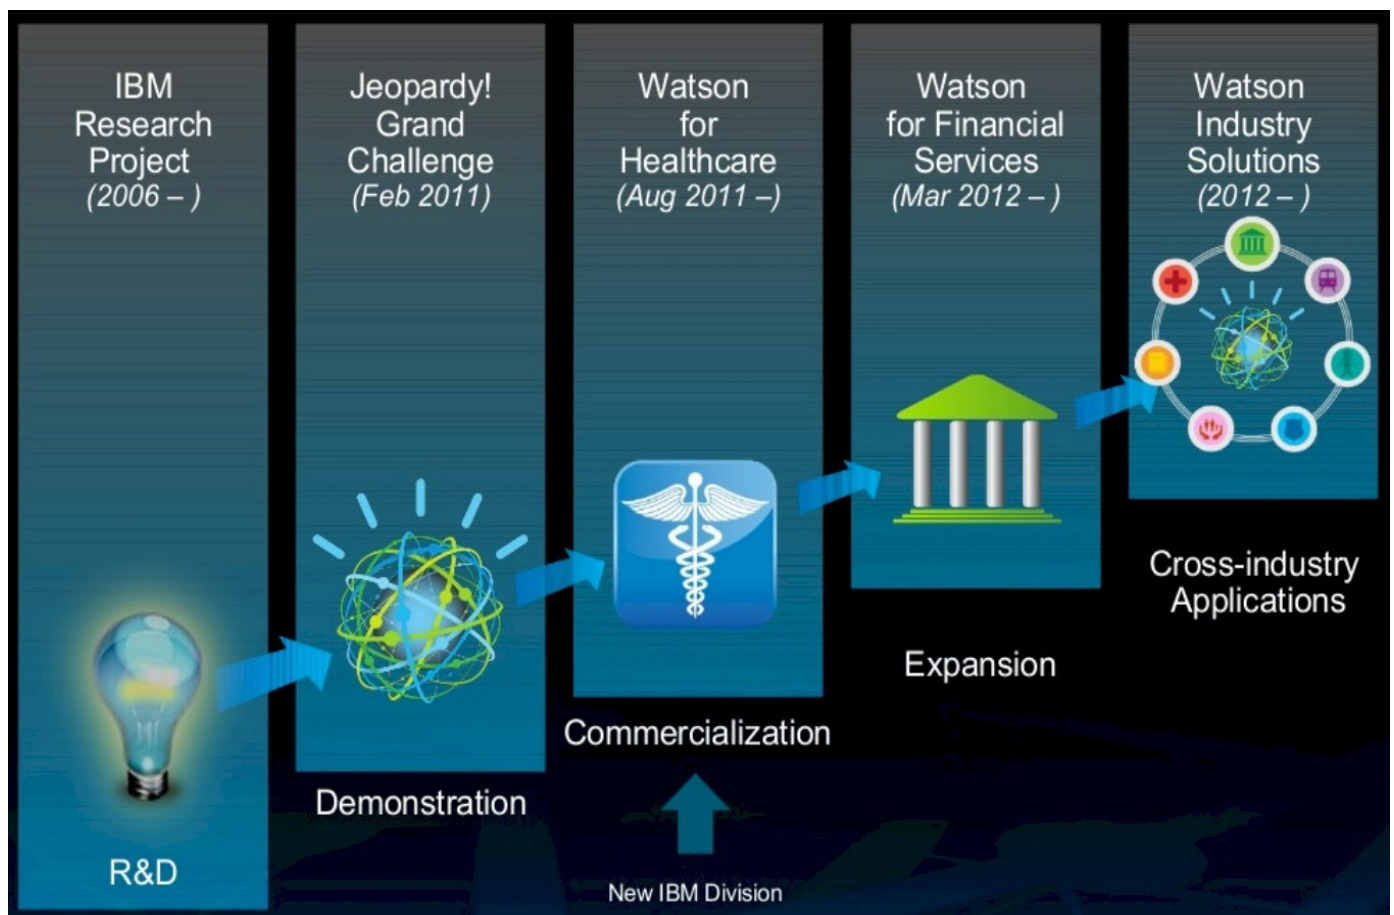 IBM
Research
Project
(2006 – )
R&D
Jeopardy!
Grand
Challenge
(Feb 2011)
Demonstration
Watson
for
Healthcare
(Aug 2011 –)
Commercialization
New IBM Division
Watson
for Financial
Services
(Mar 2012 – )
Expansion
Watson
Industry
Solutions
(2012 – )
Cross-industry
Applications